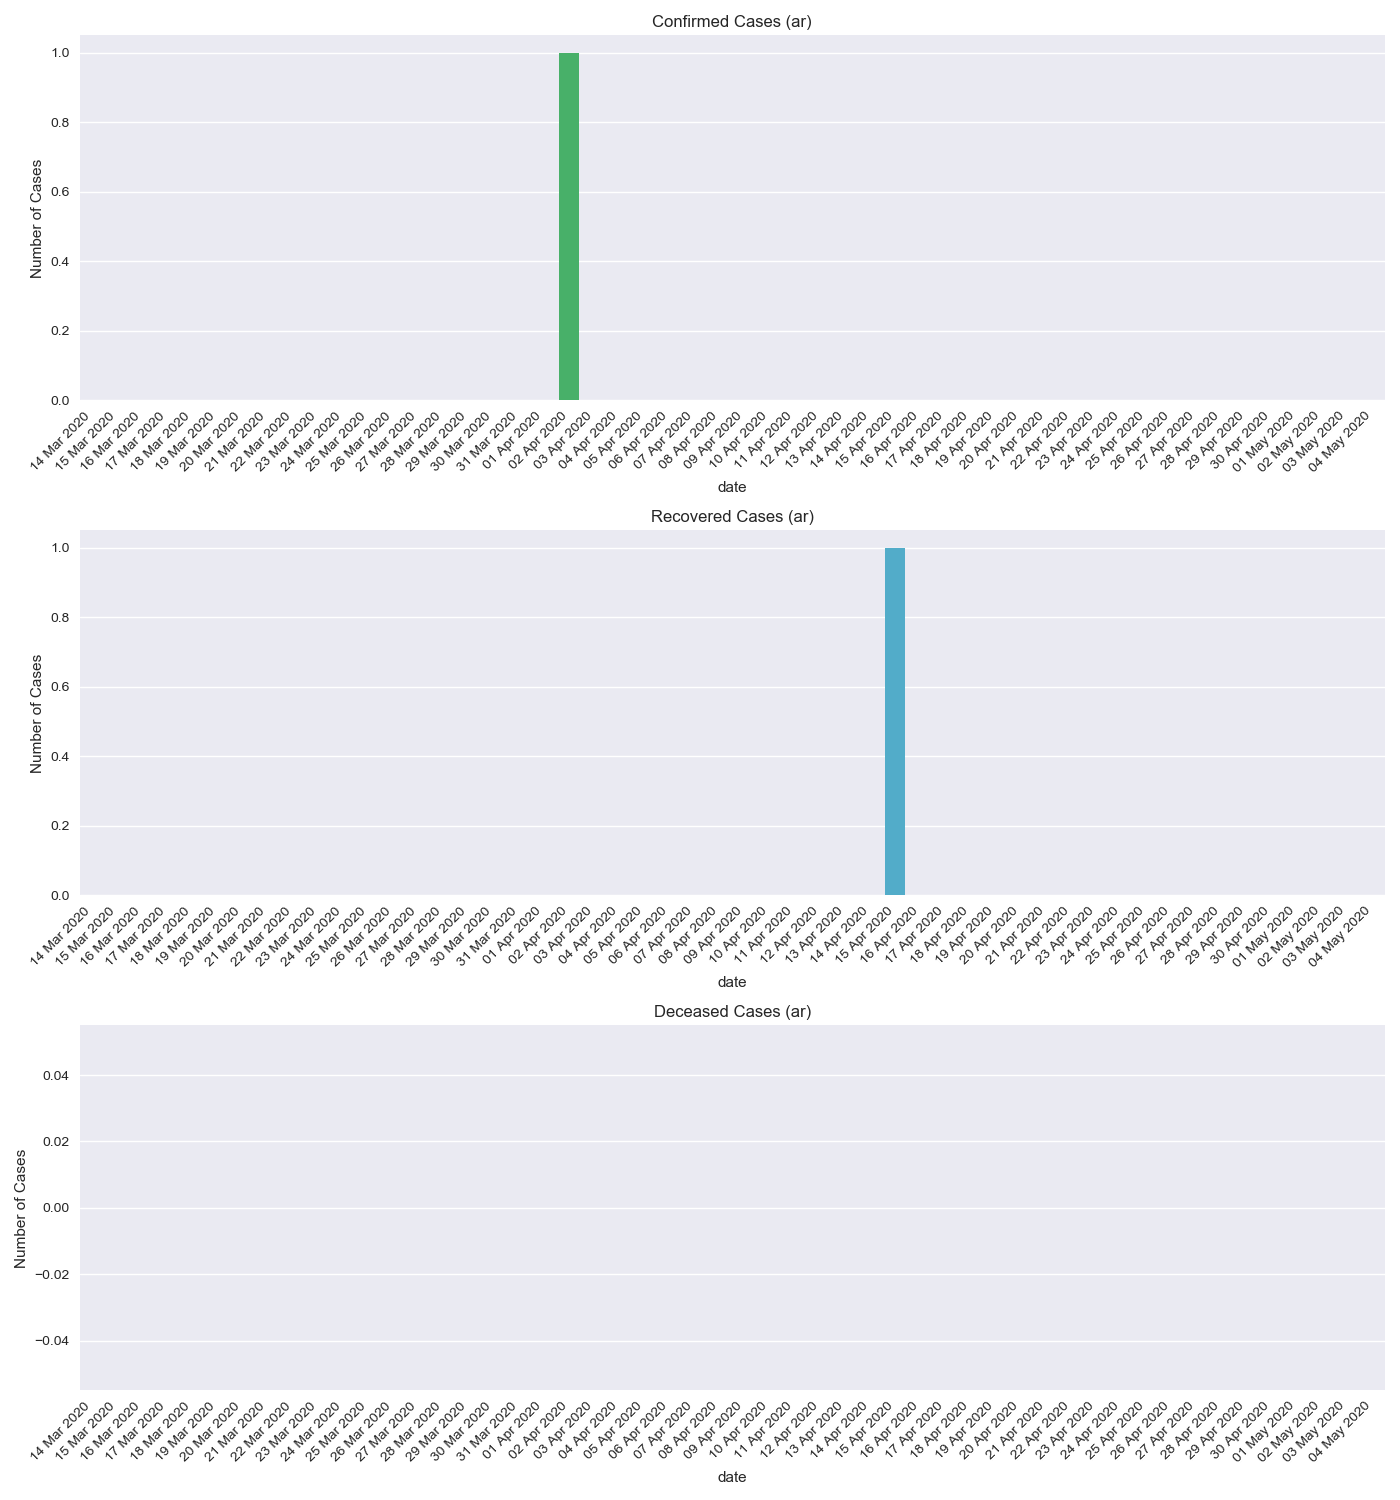 Confirmed Cases (ar)
1.0
0.8
0.6
0.4
0.2
0.0
Number of Cases
14 Mar 2020
15 Mar 2020
16 Mar 2020
17 Mar 2020
18 Mar 2020
19 Mar 2020
20 Mar 2020
21 Mar 2020
22 Mar 2020
23 Mar 2020
24 Mar 2020
25 Mar 2020
26 Mar 2020
27 Mar 2020
28 Mar 2020
29 Mar 2020
30 Mar 2020
31 Mar 2020
01 Apr 2020
02 Apr 2020
03 Apr 2020
04 Apr 2020
05 Apr 2020
06 Apr 2020
07 Apr 2020
08 Apr 2020
09 Apr 2020
10 Apr 2020
11 Apr 2020
12 Apr 2020
13 Apr 2020
14 Apr 2020
15 Apr 2020
16 Apr 2020
17 Apr 2020
18 Apr 2020
19 Apr 2020
20 Apr 2020
21 Apr 2020
22 Apr 2020
23 Apr 2020
24 Apr 2020
25 Apr 2020
26 Apr 2020
27 Apr 2020
28 Apr 2020
29 Apr 2020
30 Apr 2020
01 May 2020
02 May 2020
03 May 2020
04 May 2020
date
Recovered Cases (ar)
1.0
0.8
0.6
0.4
0.2
0.0
Number of Cases
14 Mar 2020
15 Mar 2020
16 Mar 2020
17 Mar 2020
18 Mar 2020
19 Mar 2020
20 Mar 2020
21 Mar 2020
22 Mar 2020
23 Mar 2020
24 Mar 2020
25 Mar 2020
26 Mar 2020
27 Mar 2020
28 Mar 2020
29 Mar 2020
30 Mar 2020
31 Mar 2020
01 Apr 2020
02 Apr 2020
03 Apr 2020
04 Apr 2020
05 Apr 2020
06 Apr 2020
07 Apr 2020
08 Apr 2020
09 Apr 2020
10 Apr 2020
11 Apr 2020
12 Apr 2020
13 Apr 2020
14 Apr 2020
15 Apr 2020
16 Apr 2020
17 Apr 2020
18 Apr 2020
19 Apr 2020
20 Apr 2020
21 Apr 2020
22 Apr 2020
23 Apr 2020
24 Apr 2020
25 Apr 2020
26 Apr 2020
27 Apr 2020
28 Apr 2020
29 Apr 2020
30 Apr 2020
01 May 2020
02 May 2020
03 May 2020
04 May 2020
date
Deceased Cases (ar)
0.04
0.02
0.00
−0.02
−0.04
Number of Cases
14 Mar 2020
15 Mar 2020
16 Mar 2020
17 Mar 2020
18 Mar 2020
19 Mar 2020
20 Mar 2020
21 Mar 2020
22 Mar 2020
23 Mar 2020
24 Mar 2020
25 Mar 2020
26 Mar 2020
27 Mar 2020
28 Mar 2020
29 Mar 2020
30 Mar 2020
31 Mar 2020
01 Apr 2020
02 Apr 2020
03 Apr 2020
04 Apr 2020
05 Apr 2020
06 Apr 2020
07 Apr 2020
08 Apr 2020
09 Apr 2020
10 Apr 2020
11 Apr 2020
12 Apr 2020
13 Apr 2020
14 Apr 2020
15 Apr 2020
16 Apr 2020
17 Apr 2020
18 Apr 2020
19 Apr 2020
20 Apr 2020
21 Apr 2020
22 Apr 2020
23 Apr 2020
24 Apr 2020
25 Apr 2020
26 Apr 2020
27 Apr 2020
28 Apr 2020
29 Apr 2020
30 Apr 2020
01 May 2020
02 May 2020
03 May 2020
04 May 2020
date